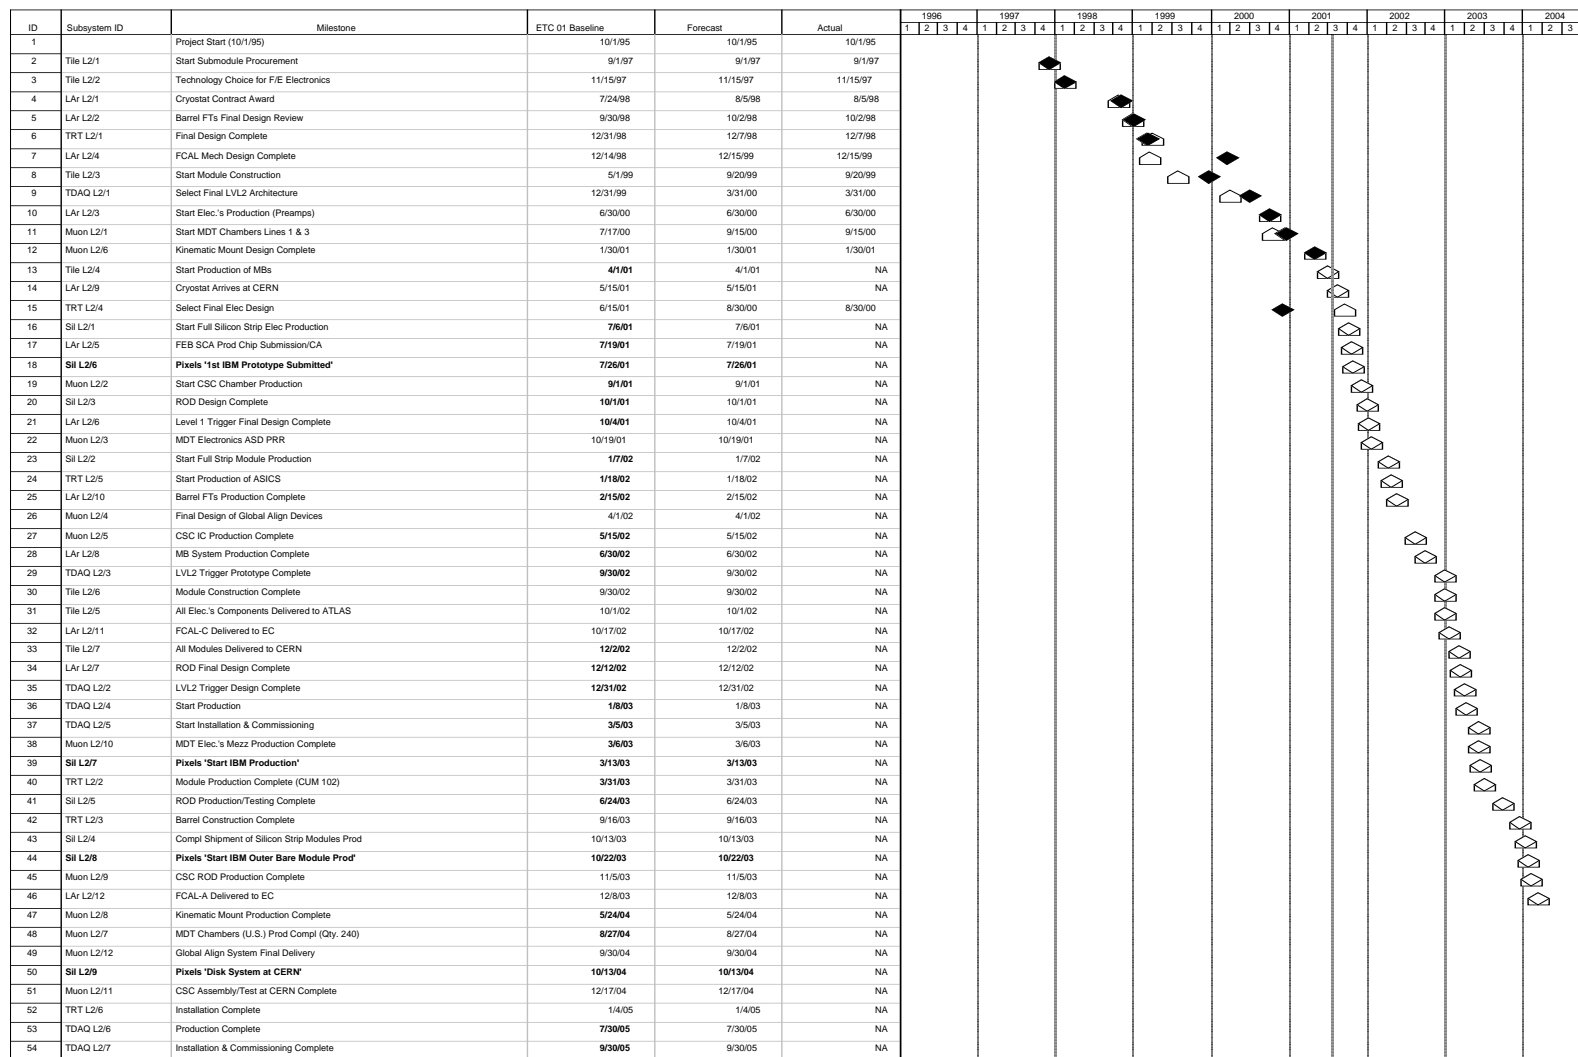 1996 1997 1998 1999 2000 2001 2002 2003 2004
ID Subsystem ID Milestone ETC 01 Baseline Forecast Actual 1 2 3 4 1 2 3 4 1 2 3 4 1 2 3 4 1 2 3 4 1 2 3 4 1 2 3 4 1 2 3 4 1 2 3
1 Project Start (10/1/95) 10/1/95 10/1/95 10/1/95
2 Tile L2/1 Start Submodule Procurement 9/1/97 9/1/97 9/1/97
3 Tile L2/2 Technology Choice for F/E Electronics 11/15/97 11/15/97 11/15/97
4 LAr L2/1 Cryostat Contract Award 7/24/98 8/5/98 8/5/98
5 LAr L2/2 Barrel FTs Final Design Review 9/30/98 10/2/98 10/2/98
6 TRT L2/1 Final Design Complete 12/31/98 12/7/98 12/7/98
7 LAr L2/4 FCAL Mech Design Complete 12/14/98 12/15/99 12/15/99
8 Tile L2/3 Start Module Construction 5/1/99 9/20/99 9/20/99
9 TDAQ L2/1 Select Final LVL2 Architecture 12/31/99 3/31/00 3/31/00
10 LAr L2/3 Start Elec.'s Production (Preamps) 6/30/00 6/30/00 6/30/00
11 Muon L2/1 Start MDT Chambers Lines 1 & 3 7/17/00 9/15/00 9/15/00
12 Muon L2/6 Kinematic Mount Design Complete 1/30/01 1/30/01 1/30/01
13 Tile L2/4 Start Production of MBs 4/1/01 4/1/01 NA
14 LAr L2/9 Cryostat Arrives at CERN 5/15/01 5/15/01 NA
15 TRT L2/4 Select Final Elec Design 6/15/01 8/30/00 8/30/00
16 Sil L2/1 Start Full Silicon Strip Elec Production 7/6/01 7/6/01 NA
17 LAr L2/5 FEB SCA Prod Chip Submission/CA 7/19/01 7/19/01 NA
18 Sil L2/6 Pixels '1st IBM Prototype Submitted' 7/26/01 7/26/01 NA
19 Muon L2/2 Start CSC Chamber Production 9/1/01 9/1/01 NA
20 Sil L2/3 ROD Design Complete 10/1/01 10/1/01 NA
21 LAr L2/6 Level 1 Trigger Final Design Complete 10/4/01 10/4/01 NA
22 Muon L2/3 MDT Electronics ASD PRR 10/19/01 10/19/01 NA
23 Sil L2/2 Start Full Strip Module Production 1/7/02 1/7/02 NA
24 TRT L2/5 Start Production of ASICS 1/18/02 1/18/02 NA
25 LAr L2/10 Barrel FTs Production Complete 2/15/02 2/15/02 NA
26 Muon L2/4 Final Design of Global Align Devices 4/1/02 4/1/02 NA
27 Muon L2/5 CSC IC Production Complete 5/15/02 5/15/02 NA
28 LAr L2/8 MB System Production Complete 6/30/02 6/30/02 NA
29 TDAQ L2/3 LVL2 Trigger Prototype Complete 9/30/02 9/30/02 NA
30 Tile L2/6 Module Construction Complete 9/30/02 9/30/02 NA
31 Tile L2/5 All Elec.'s Components Delivered to ATLAS 10/1/02 10/1/02 NA
32 LAr L2/11 FCAL-C Delivered to EC 10/17/02 10/17/02 NA
33 Tile L2/7 All Modules Delivered to CERN 12/2/02 12/2/02 NA
34 LAr L2/7 ROD Final Design Complete 12/12/02 12/12/02 NA
35 TDAQ L2/2 LVL2 Trigger Design Complete 12/31/02 12/31/02 NA
36 TDAQ L2/4 Start Production 1/8/03 1/8/03 NA
37 TDAQ L2/5 Start Installation & Commissioning 3/5/03 3/5/03 NA
38 Muon L2/10 MDT Elec.'s Mezz Production Complete 3/6/03 3/6/03 NA
39 Sil L2/7 Pixels 'Start IBM Production' 3/13/03 3/13/03 NA
40 TRT L2/2 Module Production Complete (CUM 102) 3/31/03 3/31/03 NA
41 Sil L2/5 ROD Production/Testing Complete 6/24/03 6/24/03 NA
42 TRT L2/3 Barrel Construction Complete 9/16/03 9/16/03 NA
43 Sil L2/4 Compl Shipment of Silicon Strip Modules Prod 10/13/03 10/13/03 NA
44 Sil L2/8 Pixels 'Start IBM Outer Bare Module Prod' 10/22/03 10/22/03 NA
45 Muon L2/9 CSC ROD Production Complete 11/5/03 11/5/03 NA
46 LAr L2/12 FCAL-A Delivered to EC 12/8/03 12/8/03 NA
47 Muon L2/8 Kinematic Mount Production Complete 5/24/04 5/24/04 NA
48 Muon L2/7 MDT Chambers (U.S.) Prod Compl (Qty. 240) 8/27/04 8/27/04 NA
49 Muon L2/12 Global Align System Final Delivery 9/30/04 9/30/04 NA
50 Sil L2/9 Pixels 'Disk System at CERN' 10/13/04 10/13/04 NA
51 Muon L2/11 CSC Assembly/Test at CERN Complete 12/17/04 12/17/04 NA
52 TRT L2/6 Installation Complete 1/4/05 1/4/05 NA
53 TDAQ L2/6 Production Complete 7/30/05 7/30/05 NA
54 TDAQ L2/7 Installation & Commissioning Complete 9/30/05 9/30/05 NA